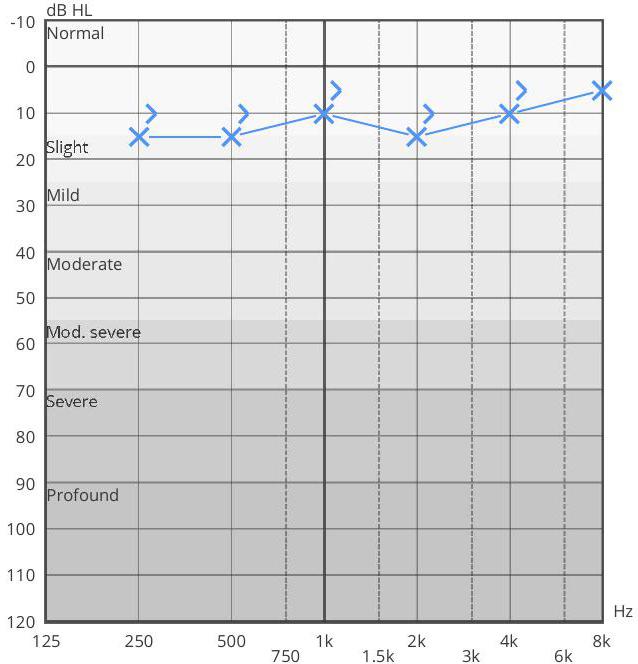 dB HL
-10
Normal
0
10
Slight
20
Mild
30
40
Moderate
50
Mod. severe
60
70
Severe
80
90
Profound
100
110
120
Hz
125 250 500 1k 2k 4k 8k
750 1.5k 3k 6k